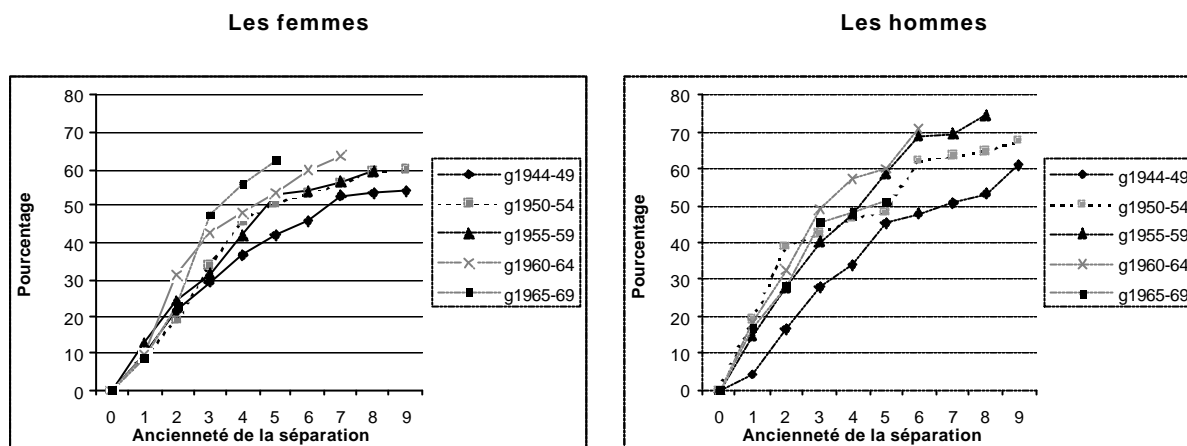 Les femmes
Les hommes
Pourcentage
80
70
60
50
40
30
20
10
0
0 1 2 3 4 5 6 7 8 9
Ancienneté de la séparation
g1944-49
g1950-54
g1955-59
g1960-64
g1965-69
Pourcentage
80
70
60
50
40
30
20
10
0
0 1 2 3 4 5 6 7 8 9
Ancienneté de la séparation
g1944-49
g1950-54
g1955-59
g1960-64
g1965-69